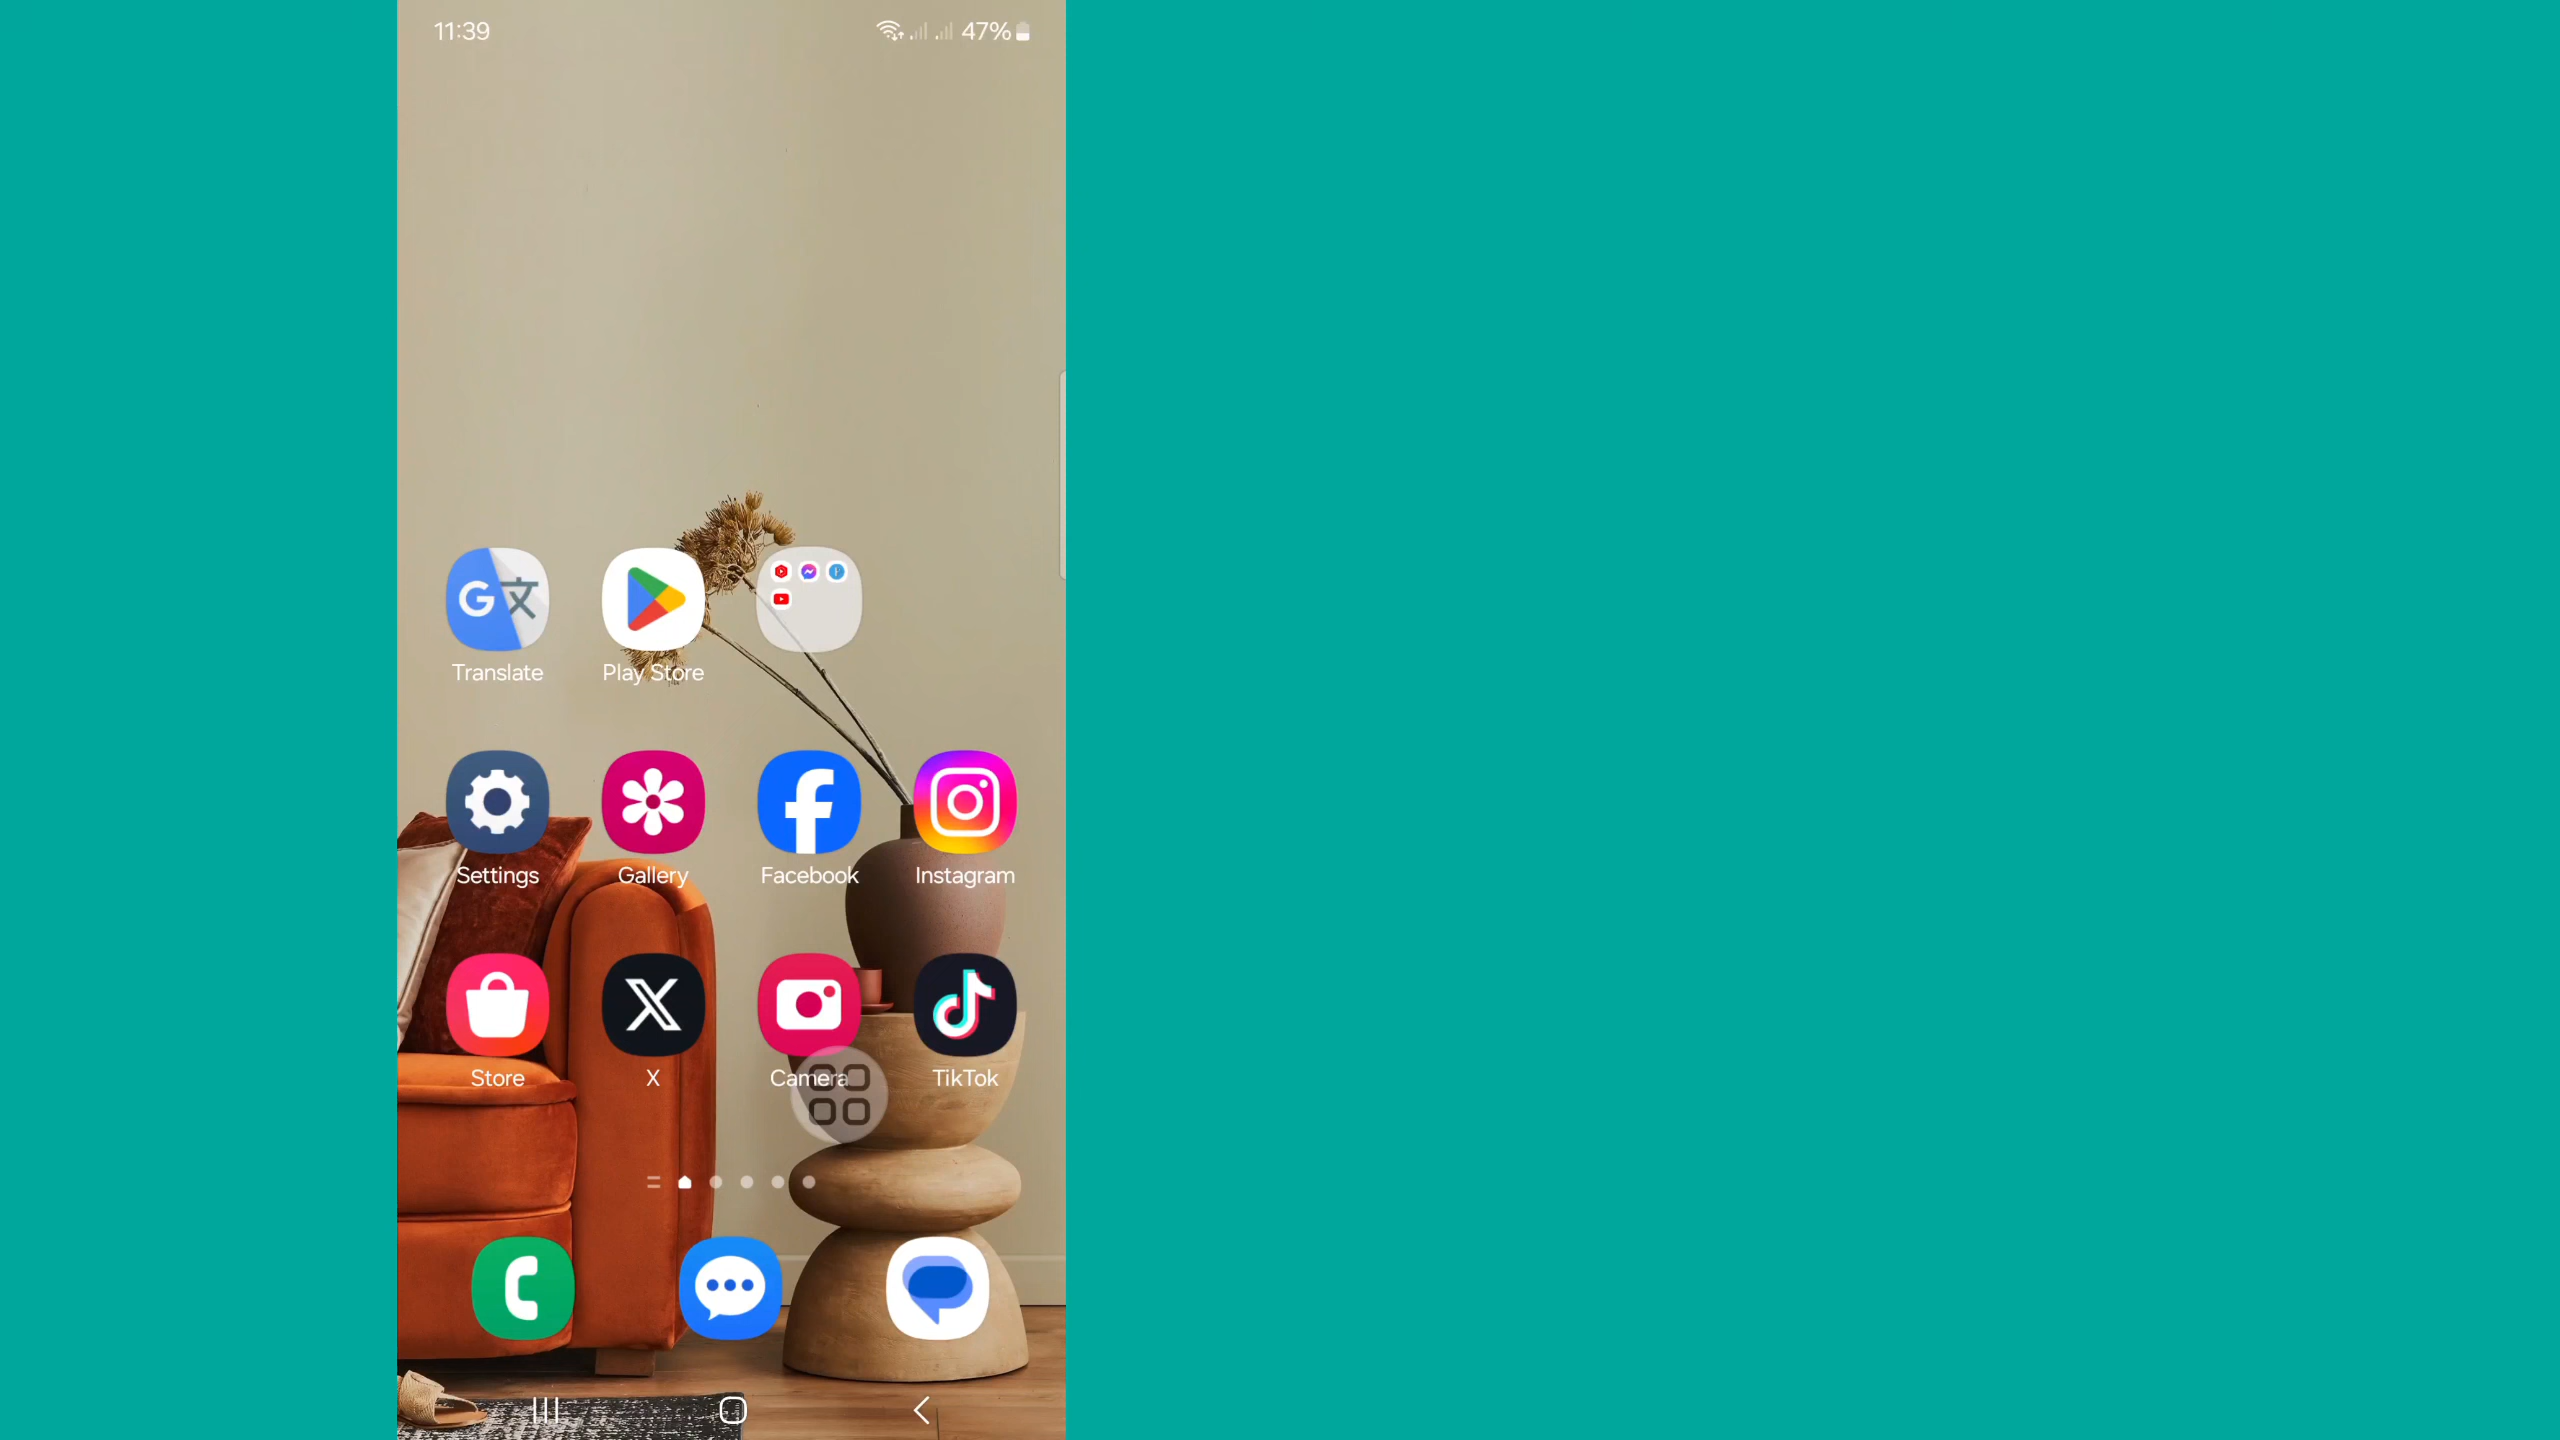 11:39
47%
Translate
Play Store
Settings
Gallery
Facebook
Instagram
Store
X
Camera
TikTok